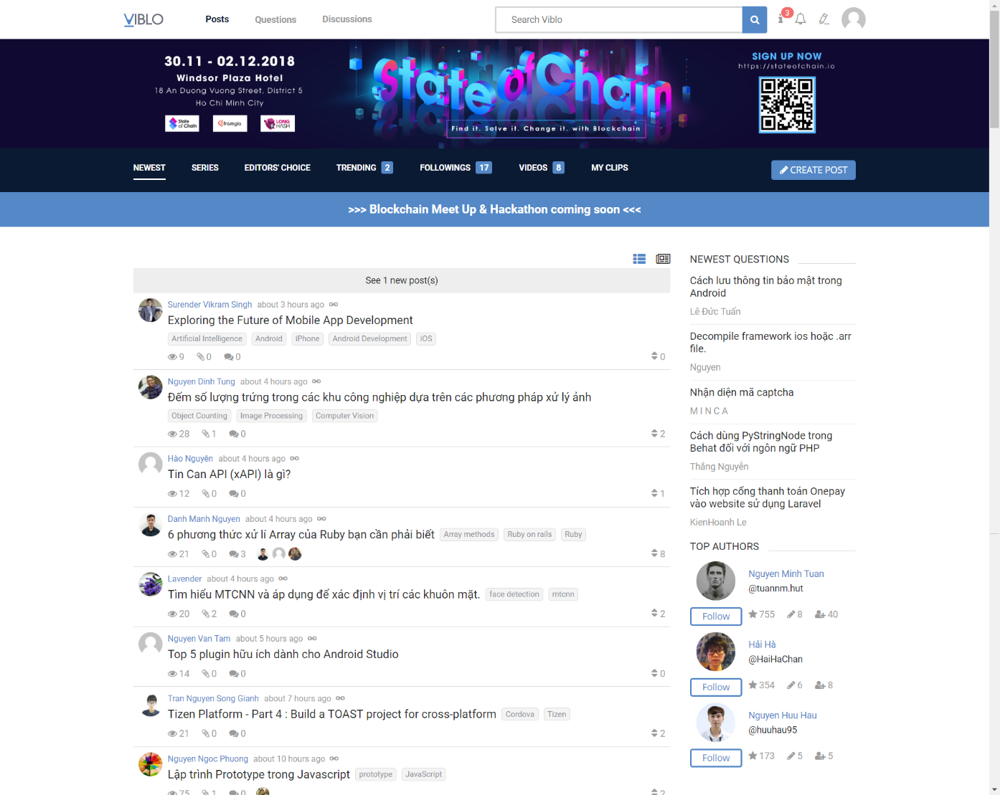 VIBLO
Posts
Questions
Discussions
Search Viblo
3
30.11 - 02.12.2018
Windsor Plaza Hotel
18 An Duong Vuong Street, District 5
Ho Chi Minh City
State of Chain
framgia
LONG HASH
State of Chain
Find it. Solve it. Change it. with Blockchain
SIGN UP NOW
https://stateofchain.io
NEWEST
SERIES
EDITORS' CHOICE
TRENDING 2
FOLLOWINGS 17
VIDEOS 8
MY CLIPS
CREATE POST
>>> Blockchain Meet Up & Hackathon coming soon <<<
See 1 new post(s)
Surender Vikram Singh about 3 hours ago
Exploring the Future of Mobile App Development
Artificial Intelligence Android iPhone Android Development iOS
9 0 0 0
Nguyen Dinh Tung about 4 hours ago
Đếm số lượng trứng trong các khu công nghiệp dựa trên các phương pháp xử lý ảnh
Object Counting Image Processing Computer Vision
28 1 0 2
Hào Nguyên about 4 hours ago
Tin Can API (xAPI) là gì?
12 0 0 1
Danh Manh Nguyen about 4 hours ago
6 phương thức xử lí Array của Ruby bạn cần phải biết Array methods Ruby on rails Ruby
21 0 3 8
Lavender about 4 hours ago
Tìm hiểu MTCNN và áp dụng để xác định vị trí các khuôn mặt. face detection mtcnn
20 2 0 2
Nguyen Van Tam about 5 hours ago
Top 5 plugin hữu ích dành cho Android Studio
14 0 0 0
Tran Nguyen Song Gianh about 7 hours ago
Tizen Platform - Part 4 : Build a TOAST project for cross-platform Cordova Tizen
21 0 0 2
Nguyen Ngoc Phuong about 10 hours ago
Lập trình Prototype trong Javascript prototype JavaScript
75 1 0 2
NEWEST QUESTIONS
Cách lưu thông tin bảo mật trong
Android
Lê Đức Tuấn
Decompile framework ios hoặc .arr
file.
Nguyen
Nhận diện mã captcha
M I N C A
Cách dùng PyStringNode trong
Behat đối với ngôn ngữ PHP
Thắng Nguyễn
Tích hợp cổng thanh toán Onepay
vào website sử dụng Laravel
KienHoanh Le
TOP AUTHORS
Nguyen Minh Tuan
@tuannm.hut
Follow 755 8 40
Hải Hà
@HaiHaChan
Follow 354 6 8
Nguyen Huu Hau
@huuhau95
Follow 173 5 5